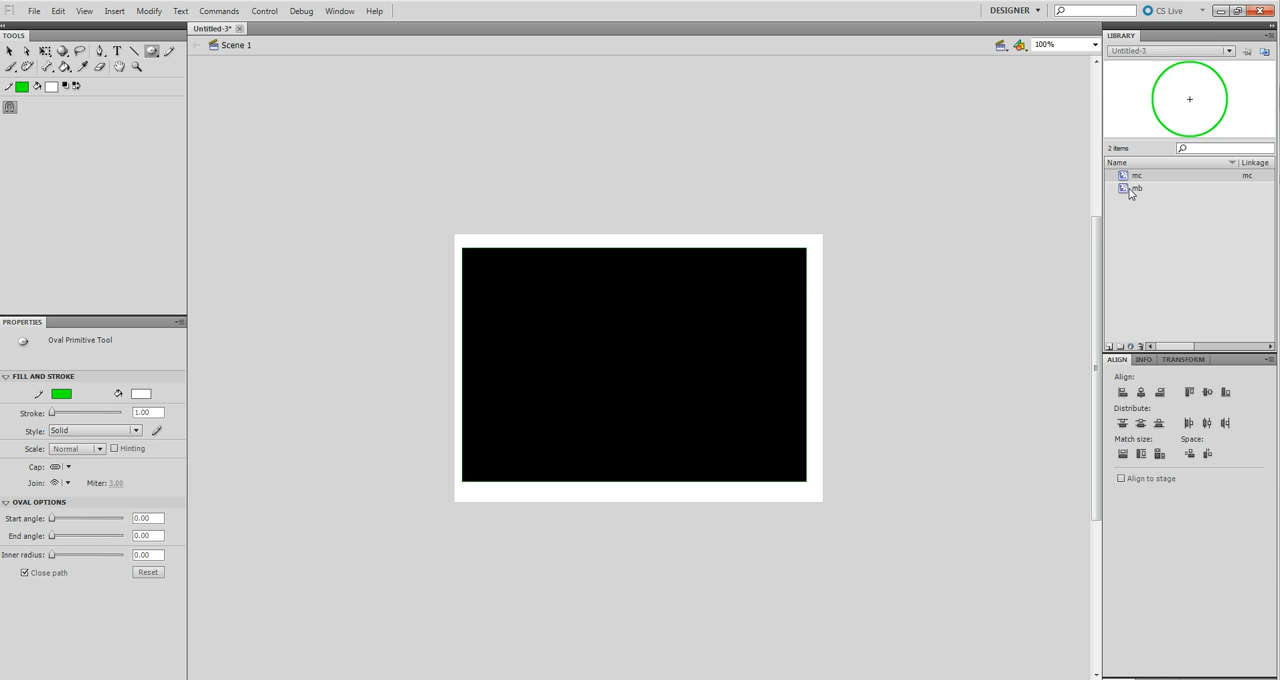 Fl File Edit View Insert Modify Text Commands Control Debug Window Help DESIGNER CS Live
Untitled-3*
Scene 1 100%
TOOLS
PROPERTIES
Oval Primitive Tool
FILL AND STROKE
Stroke: 1.00
Style: Solid
Scale: Normal Hinting
Cap:
Join: Miter: 3.00
OVAL OPTIONS
Start angle: 0.00
End angle: 0.00
Inner radius: 0.00
Close path Reset
LIBRARY
Untitled-3
2 items
Name Linkage
mc mc
mb
ALIGN INFO TRANSFORM
Align:
Distribute:
Match size: Space:
Align to stage